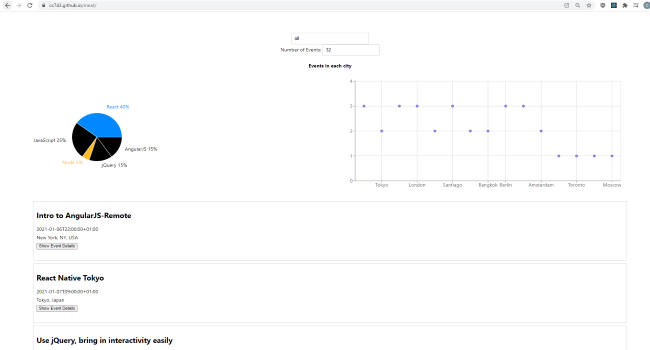 cc7d3.github.io/meet/
all
Number of Events: 32
Events in each city
React 40%
JavaScript 25%
AngularJS 15%
Node 5%
jQuery 15%
4
3
2
1
0
Tokyo London Santiago Bangkok Berlin Amsterdam Toronto Moscow
Intro to AngularJS-Remote
2021-01-06T22:00:00+01:00
New York, NY, USA
Show Event Details
React Native Tokyo
2021-01-07T09:00:00+01:00
Tokyo, Japan
Show Event Details
Use jQuery, bring in interactivity easily